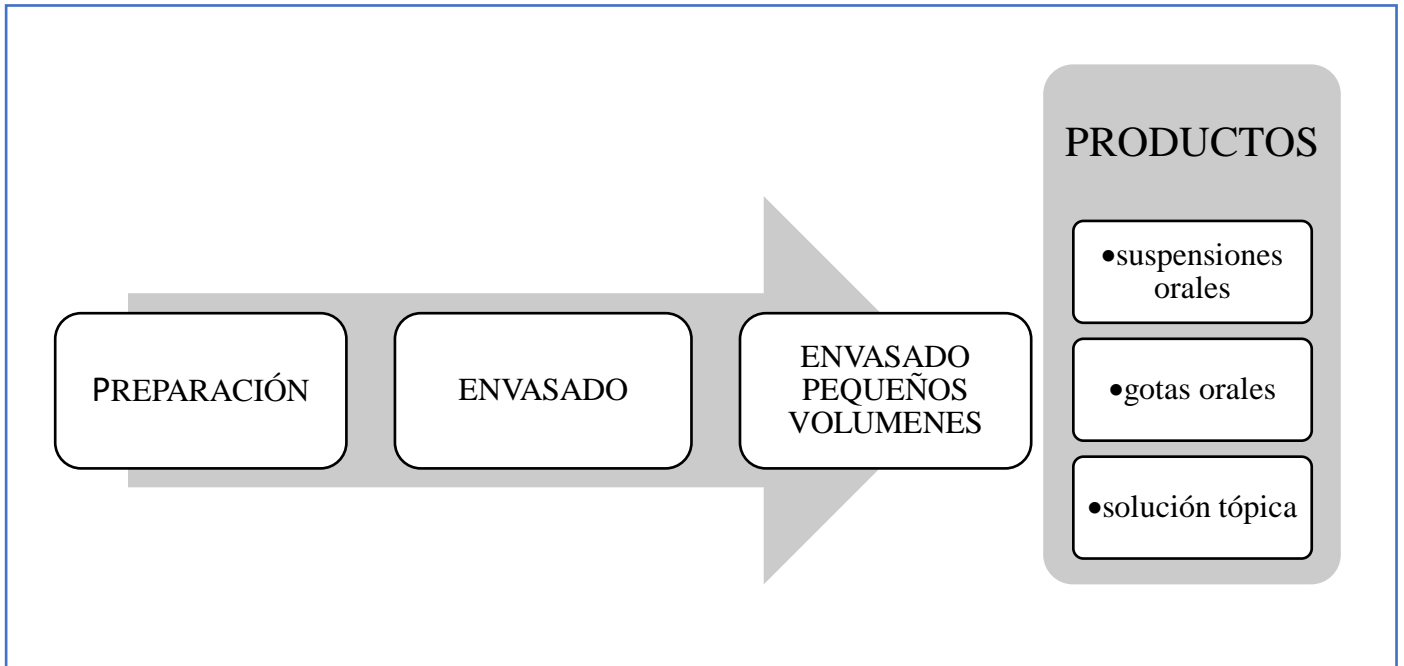 PREPARACIÓN
ENVASADO
ENVASADO
PEQUEÑOS
VOLUMENES
PRODUCTOS
•suspensiones
orales
•gotas orales
•solución tópica